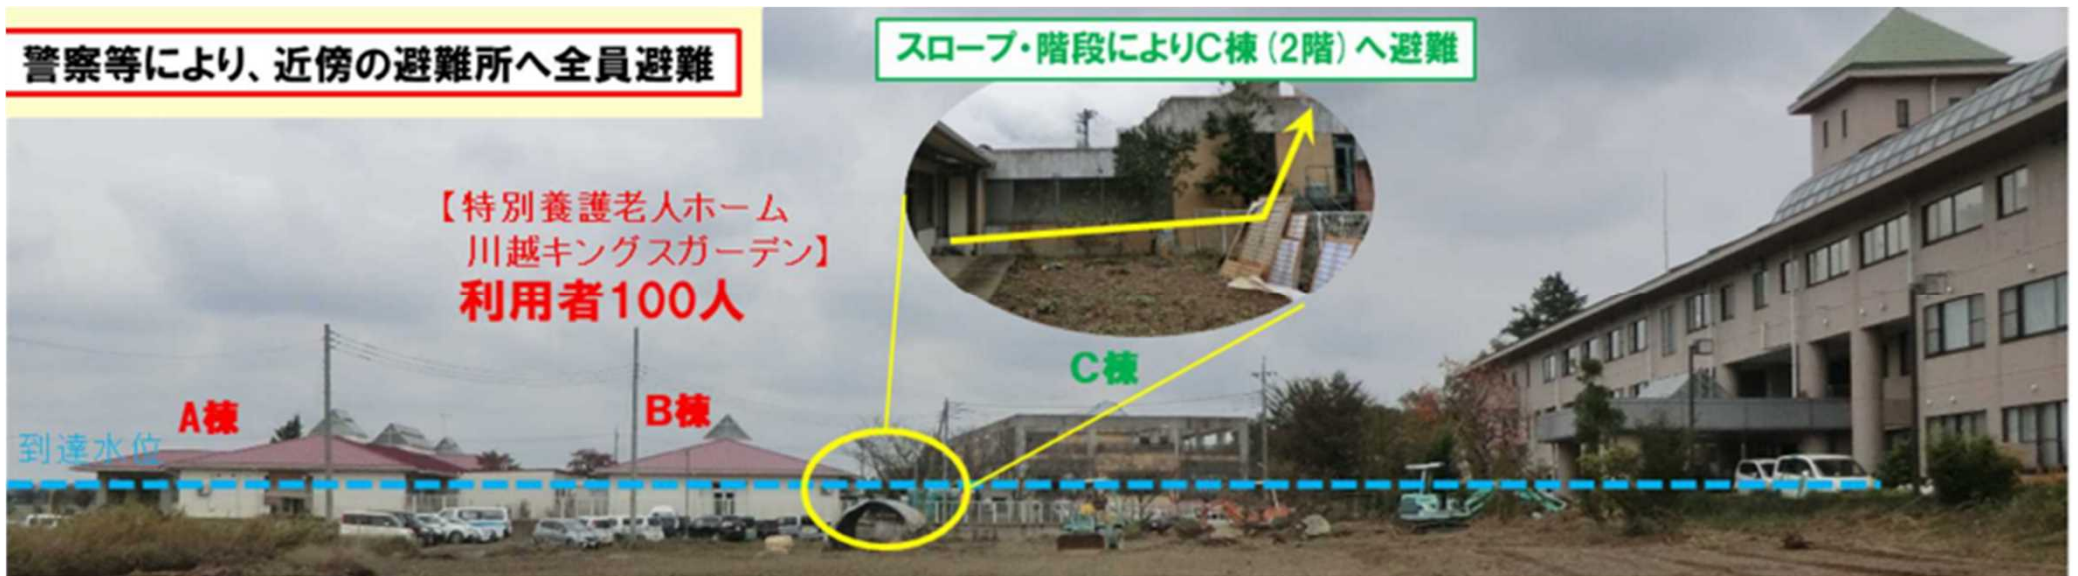 警察等により、近傍の避難所へ全員避難
スロープ・階段によりC棟(2階)へ避難
【特別養護老人ホーム
川越キングスガーデン】
利用者100人
C棟
A棟
B棟
到達水位